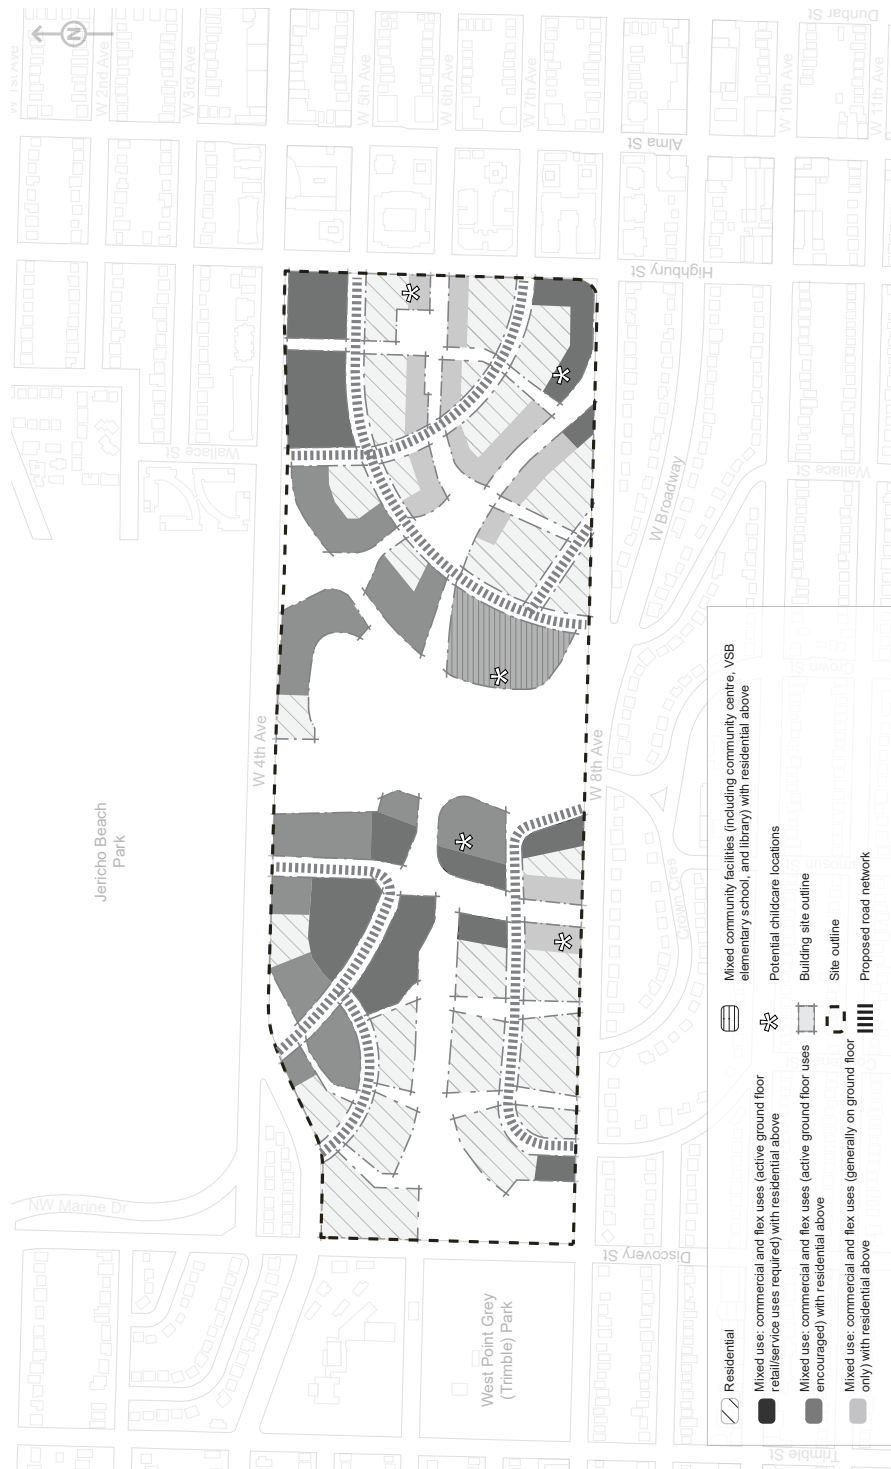 N
W 1st Ave
W 2nd Ave
W 3rd Ave
W 5th Ave
W 6th Ave
W 7th Ave
W 10th Ave
W 11th Ave
Dunbar St
Alma St
Highbury St
Wallace St
Wallace
W Broadway
W 4th Ave
W 8th Ave
Jericho Beach
Park
Crown St
Crown Cres
NW Marine Dr
Discovery St
West Point Grey
(Trimble) Park
Trimble St
Residential
Mixed use: commercial and flex uses (active ground floor
retail/service uses required) with residential above
Mixed use: commercial and flex uses (active ground floor uses
encouraged) with residential above
Mixed use: commercial and flex uses (generally on ground floor
only) with residential above
Mixed community facilities (including community centre, VSB
elementary school, and library) with residential above
Potential childcare locations
Building site outline
Site outline
Proposed road network